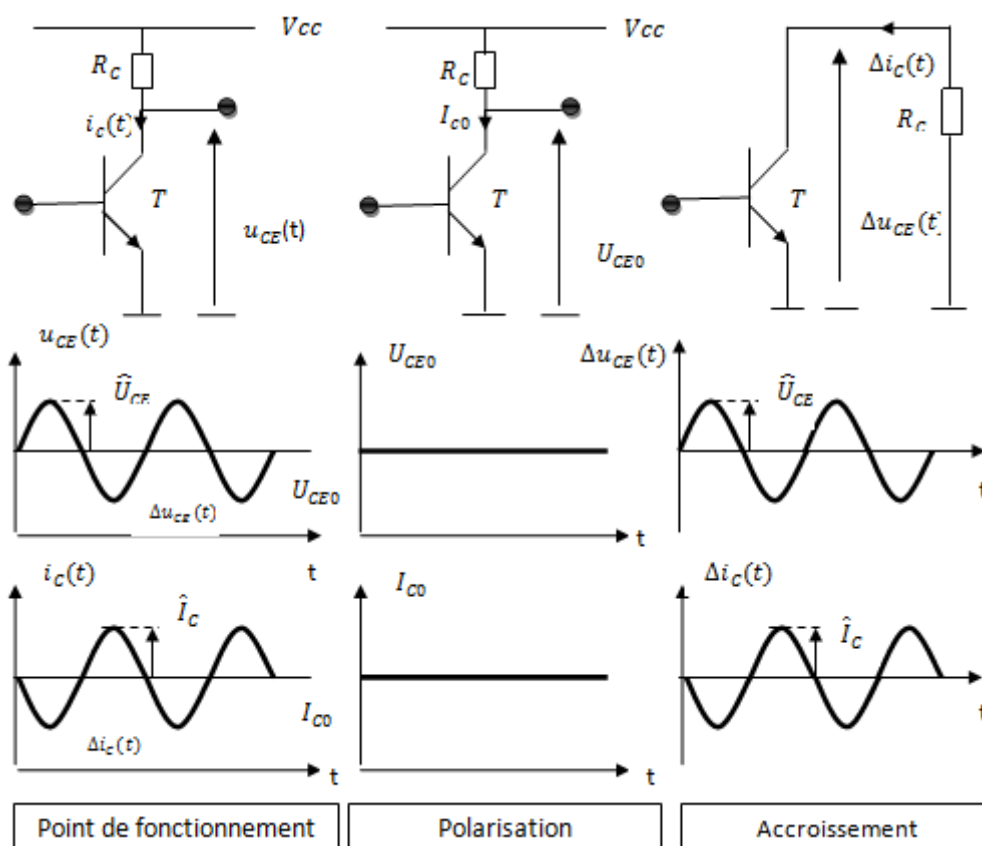 Vcc
R_C
i_C(t)
T
u_CE(t)
Vcc
R_C
I_C0
T
U_CE0
Δi_C(t)
R_C
T
Δu_CE(t)
u_CE(t)
Û_CE
U_CE0
Δu_CE(t)
t
U_CE0
t
Δu_CE(t)
Û_CE
t
i_C(t)
Î_C
I_C0
Δi_C(t)
t
I_C0
t
Δi_C(t)
Î_C
t
Point de fonctionnement
Polarisation
Accroissement